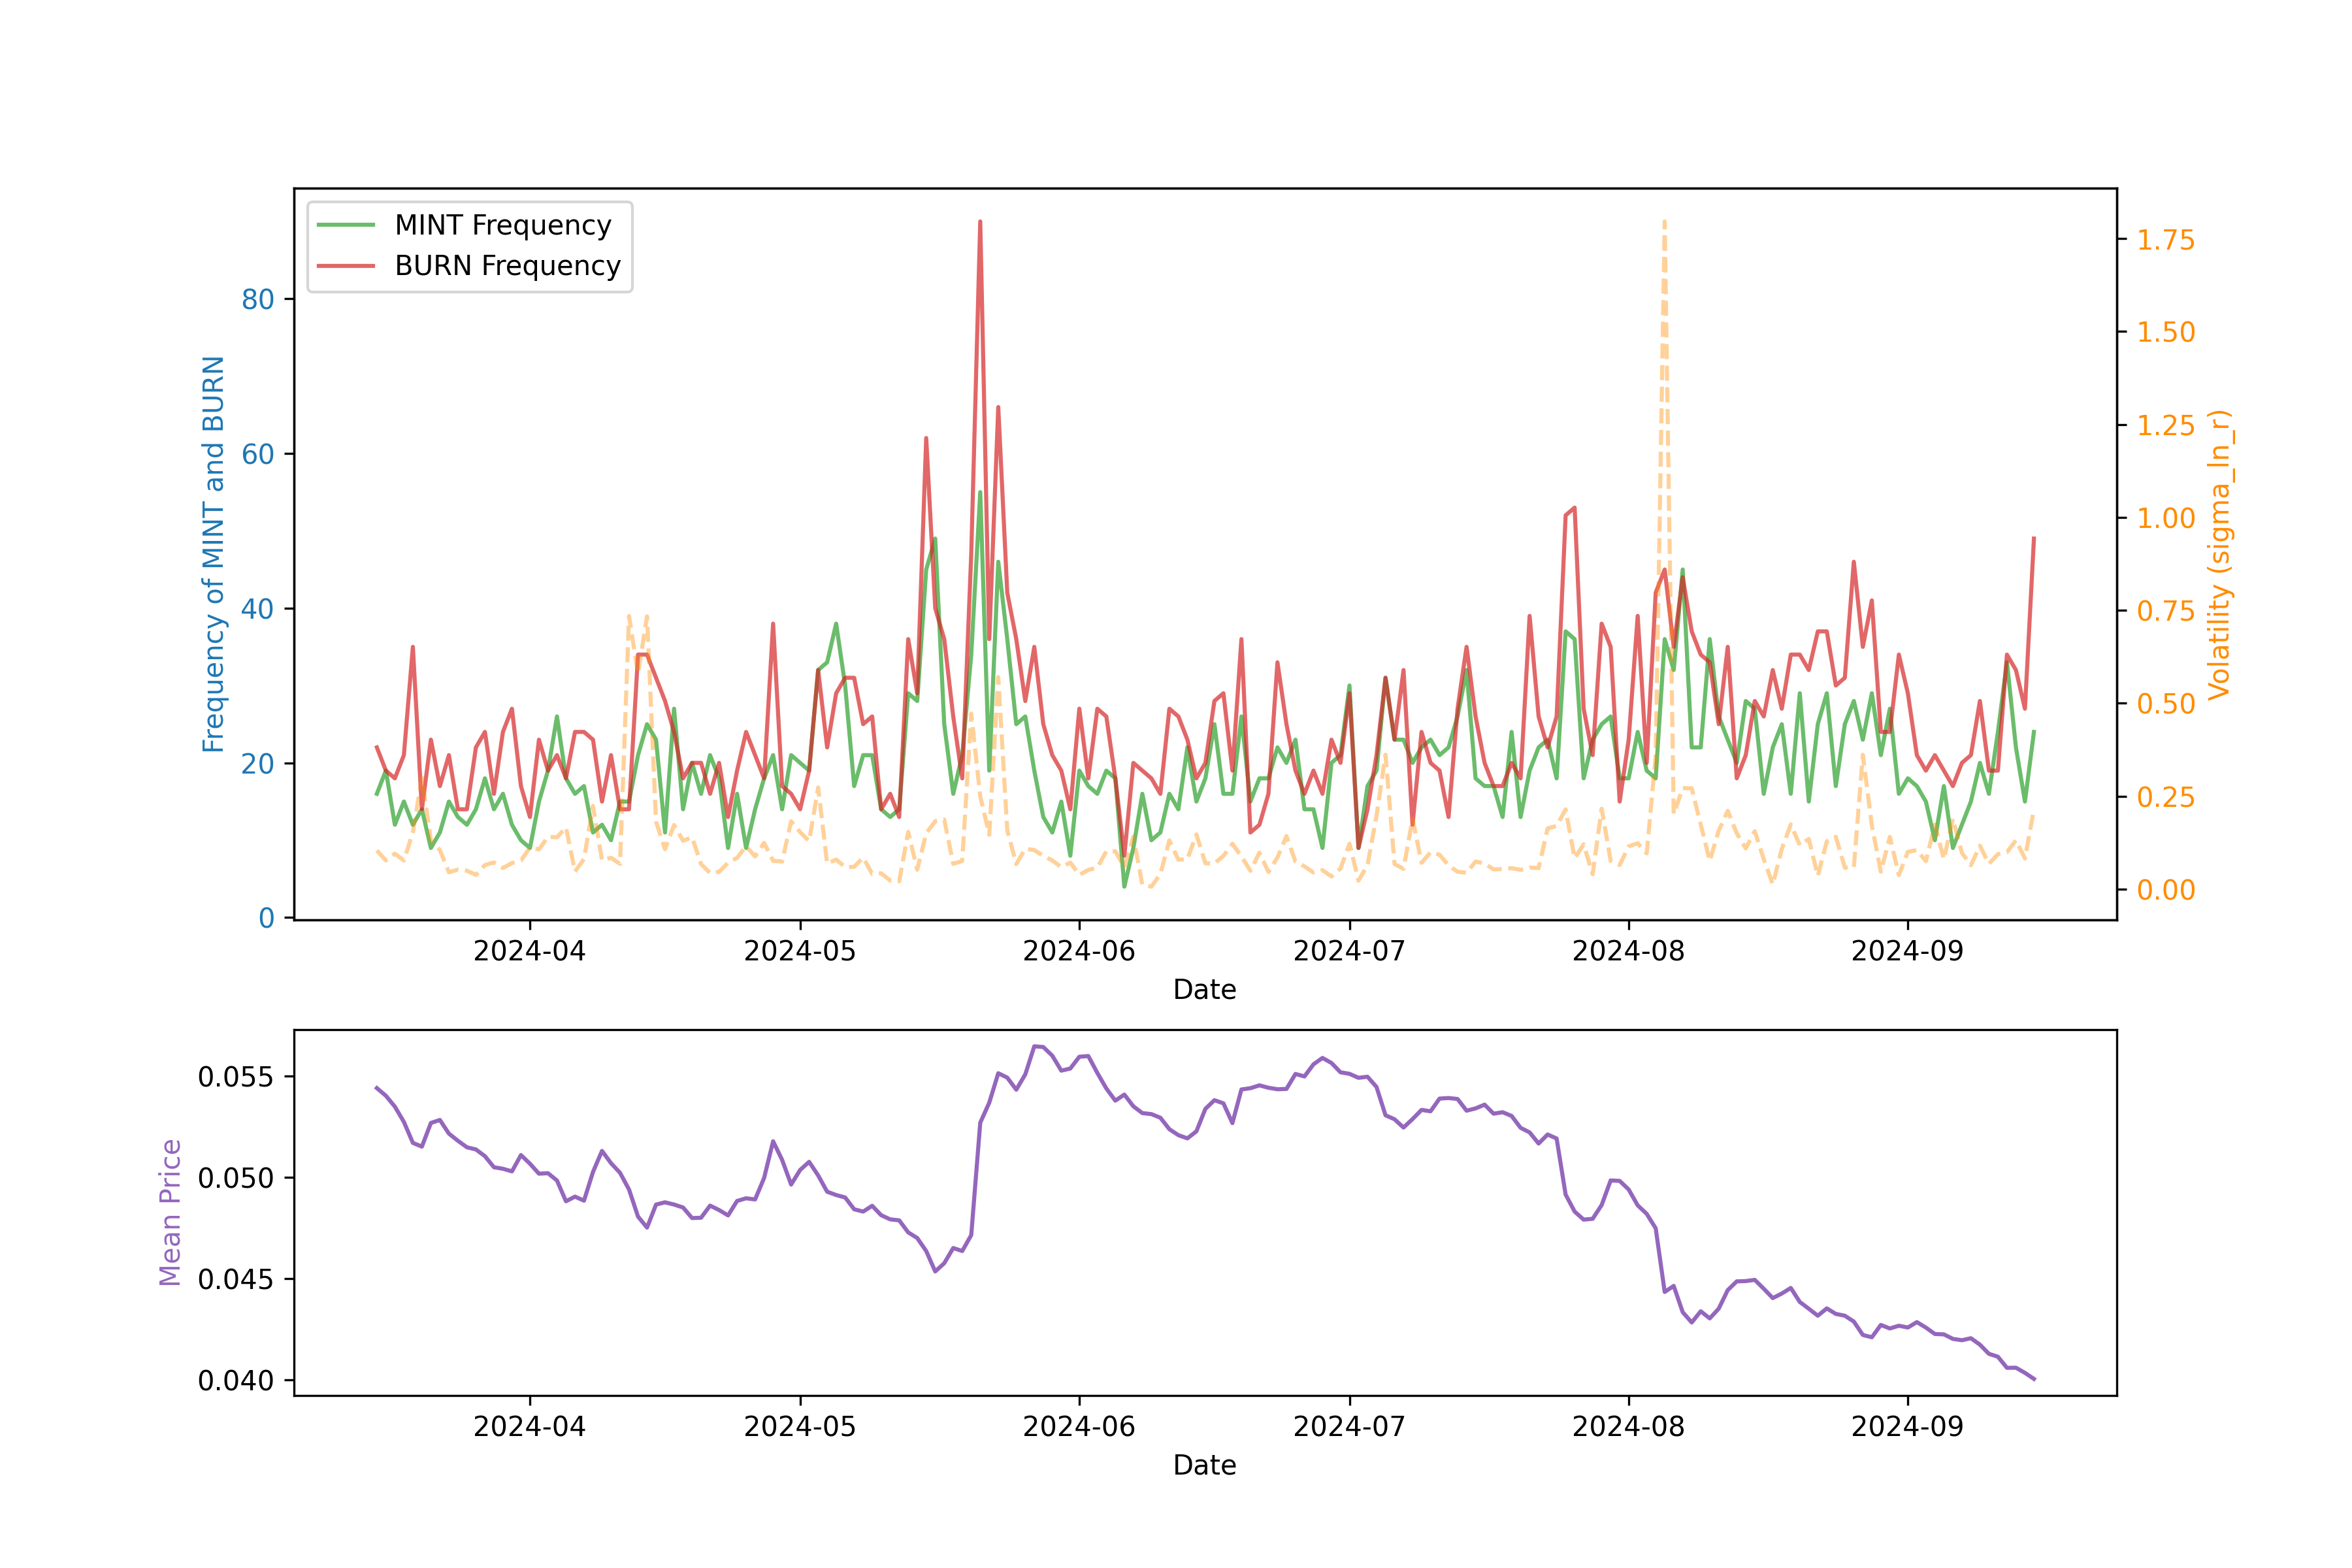 MINT Frequency
BURN Frequency
Frequency of MINT and BURN
80
60
40
20
0
1.75
1.50
1.25
1.00
0.75
0.50
0.25
0.00
Volatility (sigma_ln_r)
2024-04 2024-05 2024-06 2024-07 2024-08 2024-09
Date
Mean Price
0.055
0.050
0.045
0.040
2024-04 2024-05 2024-06 2024-07 2024-08 2024-09
Date